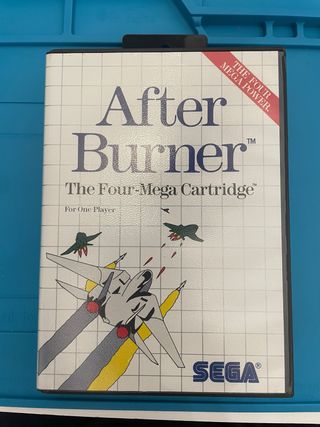 THE FOUR
MEGA POWER.
After
Burner™
The Four-Mega Cartridge™
For One Player
SEGA®